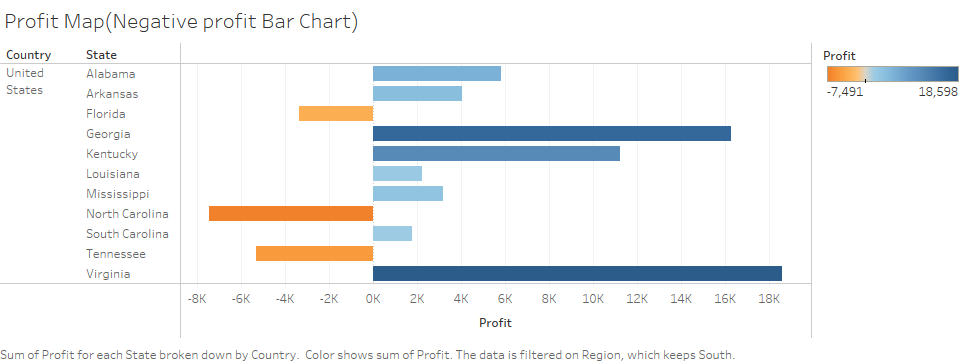 Profit Map(Negative profit Bar Chart)
Country State
United
States
Alabama
Arkansas
Florida
Georgia
Kentucky
Louisiana
Mississippi
North Carolina
South Carolina
Tennessee
Virginia
-8K -6K -4K -2K 0K 2K 4K 6K 8K 10K 12K 14K 16K 18K
Profit
Profit
-7,491 18,598
Sum of Profit for each State broken down by Country.  Color shows sum of Profit. The data is filtered on Region, which keeps South.